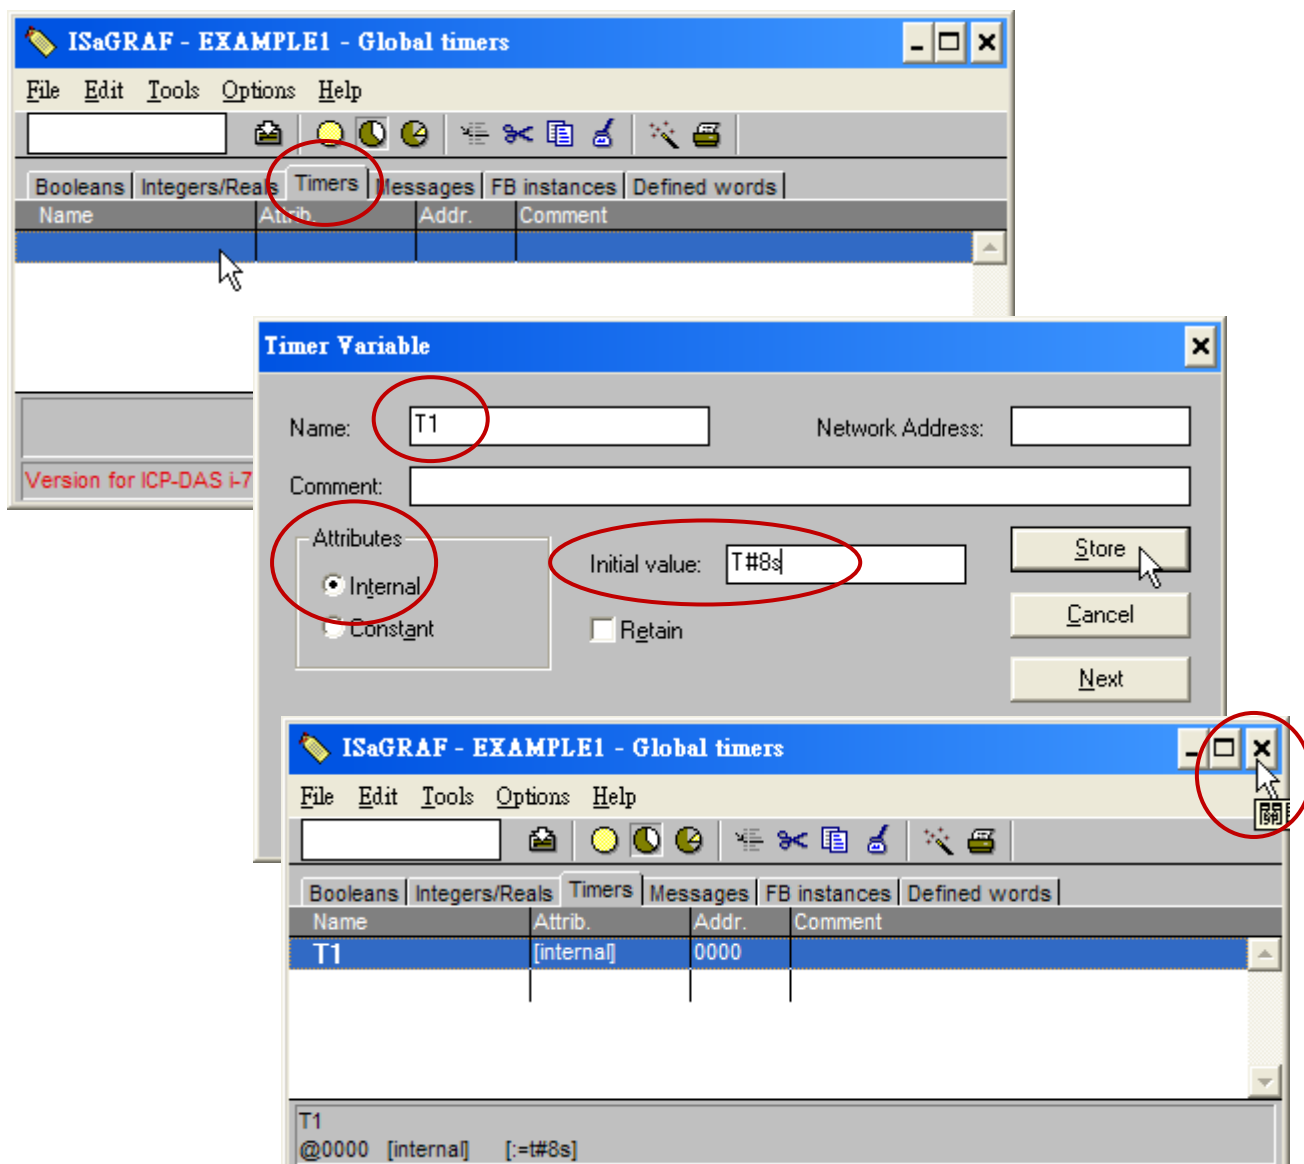 ISaGRAF - EXAMPLE1 - Global timers
File Edit Tools Options Help
Booleans Integers/Reals Timers Messages FB instances Defined words
Name Attrib. Addr. Comment
Version for ICP-DAS i-7
Timer Variable
Name: T1 Network Address:
Comment:
Attributes
Internal
Constant
Initial value: T#8s
Retain
Store
Cancel
Next
ISaGRAF - EXAMPLE1 - Global timers
File Edit Tools Options Help
關閉
Booleans Integers/Reals Timers Messages FB instances Defined words
Name Attrib. Addr. Comment
T1 [internal] 0000
T1
@0000 [internal] [:=t#8s]